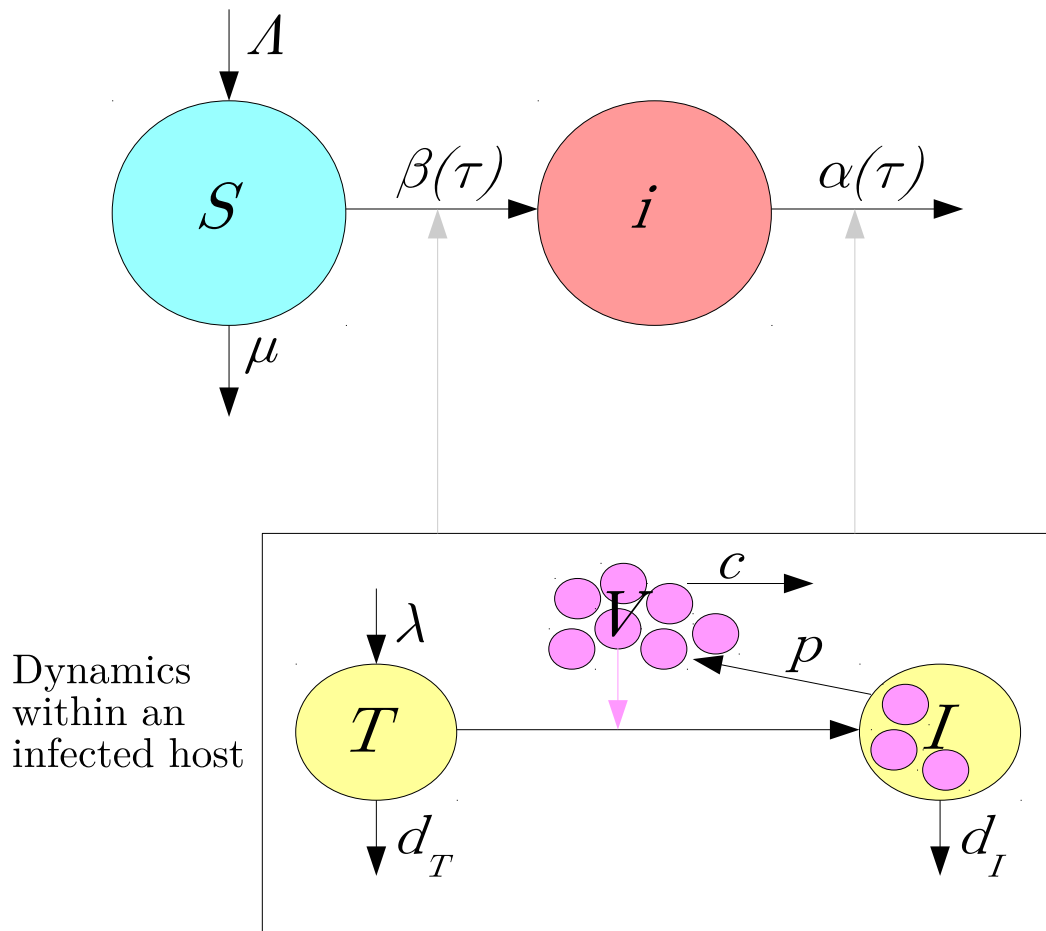 Λ
β(τ)
α(τ)
S
i
μ
c
V
λ
p
Dynamics
within an
infected host
T
I
d_T
d_I